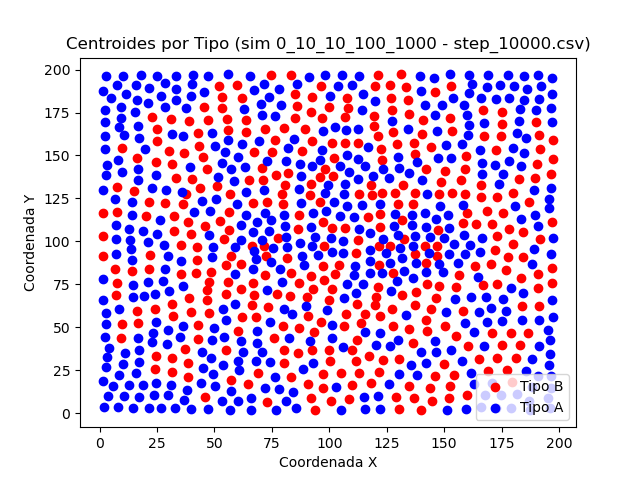 Centroides por Tipo (sim 0_10_10_100_1000 - step_10000.csv)
200
175
150
125
100
75
50
25
0
Coordenada Y
0 25 50 75 100 125 150 175 200
Coordenada X
Tipo B
Tipo A